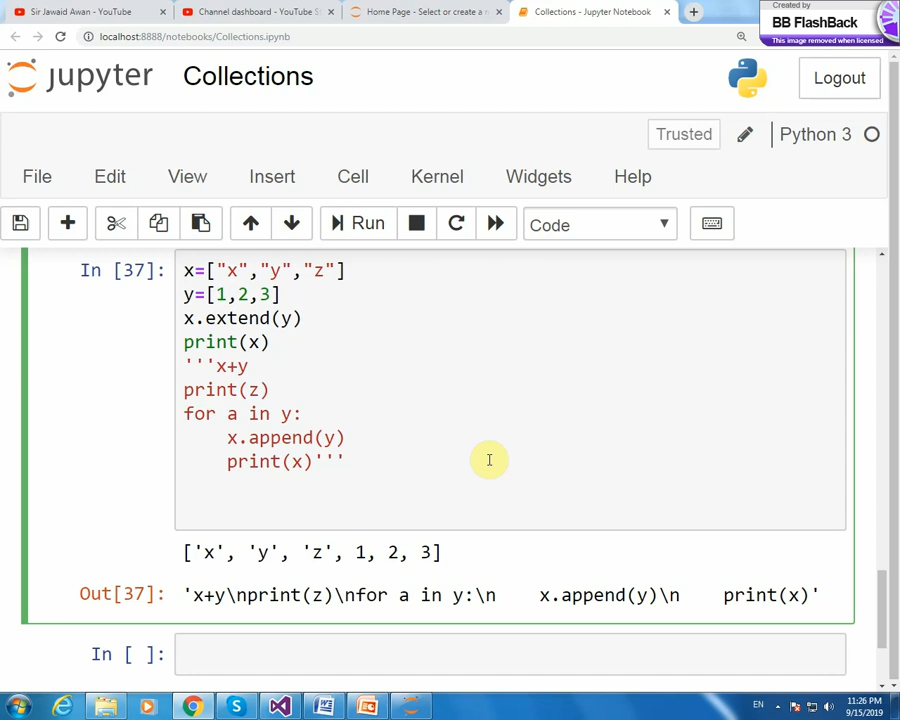 Sir Jawaid Awan - YouTube
Channel dashboard - YouTube St
Home Page - Select or create a n
Collections - Jupyter Notebook
Created by
BB FlashBack
This image removed when licensed
localhost:8888/notebooks/Collections.ipynb
jupyter
Collections
Logout
Trusted
Python 3
File Edit View Insert Cell Kernel Widgets Help
Run
Code
In [37]:
x=["x","y","z"]
y=[1,2,3]
x.extend(y)
print(x)
'''x+y
print(z)
for a in y:
    x.append(y)
    print(x)'''
['x', 'y', 'z', 1, 2, 3]
Out[37]: 'x+y\nprint(z)\nfor a in y:\n    x.append(y)\n    print(x)'
In [ ]:
EN
11:26 PM
9/15/2019